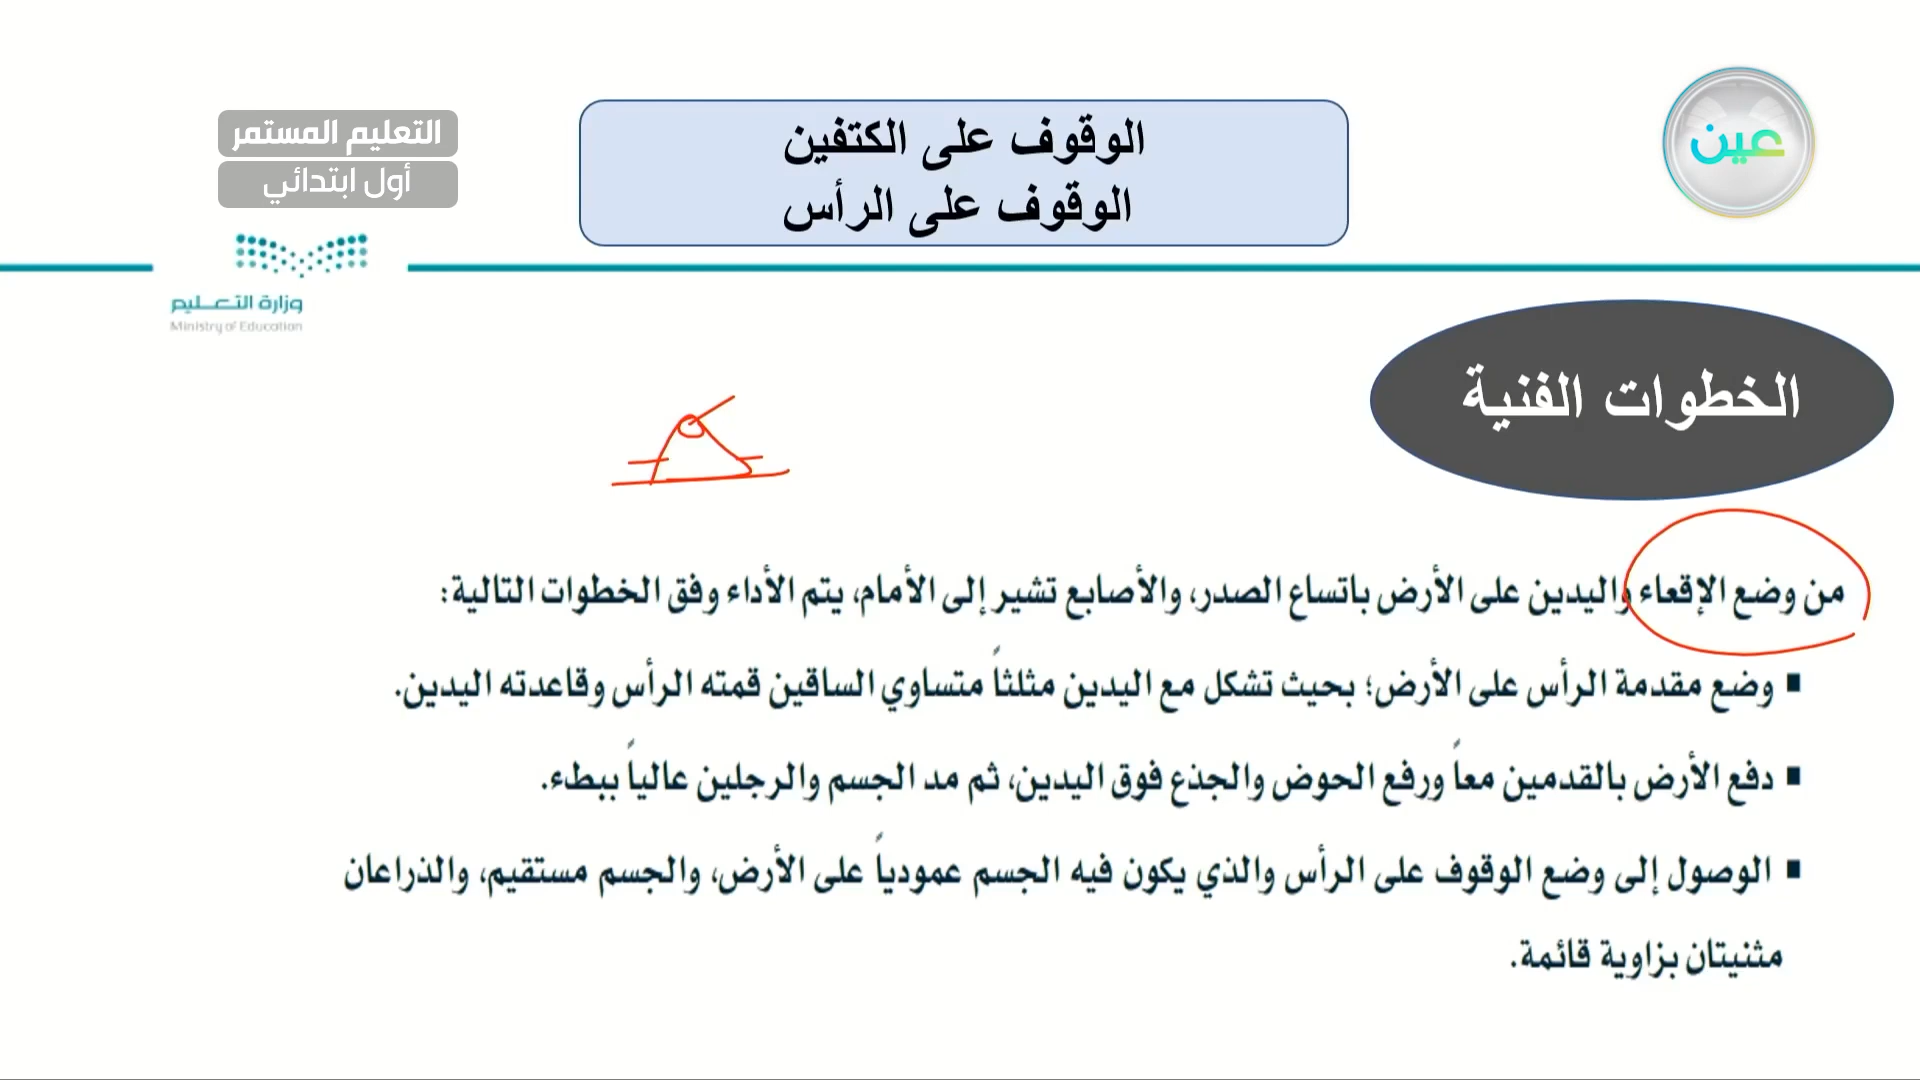 عين
الوقوف على الكتفين
الوقوف على الرأس
التعليم المستمر
أول ابتدائي
وزارة التعليم
Ministry of Education
الخطوات الفنية
من وضع الإقعاء واليدين على الأرض باتساع الصدر، والأصابع تشير إلى الأمام، يتم الأداء وفق الخطوات التالية:
▪ وضع مقدمة الرأس على الأرض؛ بحيث تشكل مع اليدين مثلثاً متساوي الساقين قمته الرأس وقاعدته اليدين.
▪ دفع الأرض بالقدمين معاً ورفع الحوض والجذع فوق اليدين، ثم مد الجسم والرجلين عالياً ببطء.
▪ الوصول إلى وضع الوقوف على الرأس والذي يكون فيه الجسم عمودياً على الأرض، والجسم مستقيم، والذراعان
مثنيتان بزاوية قائمة.